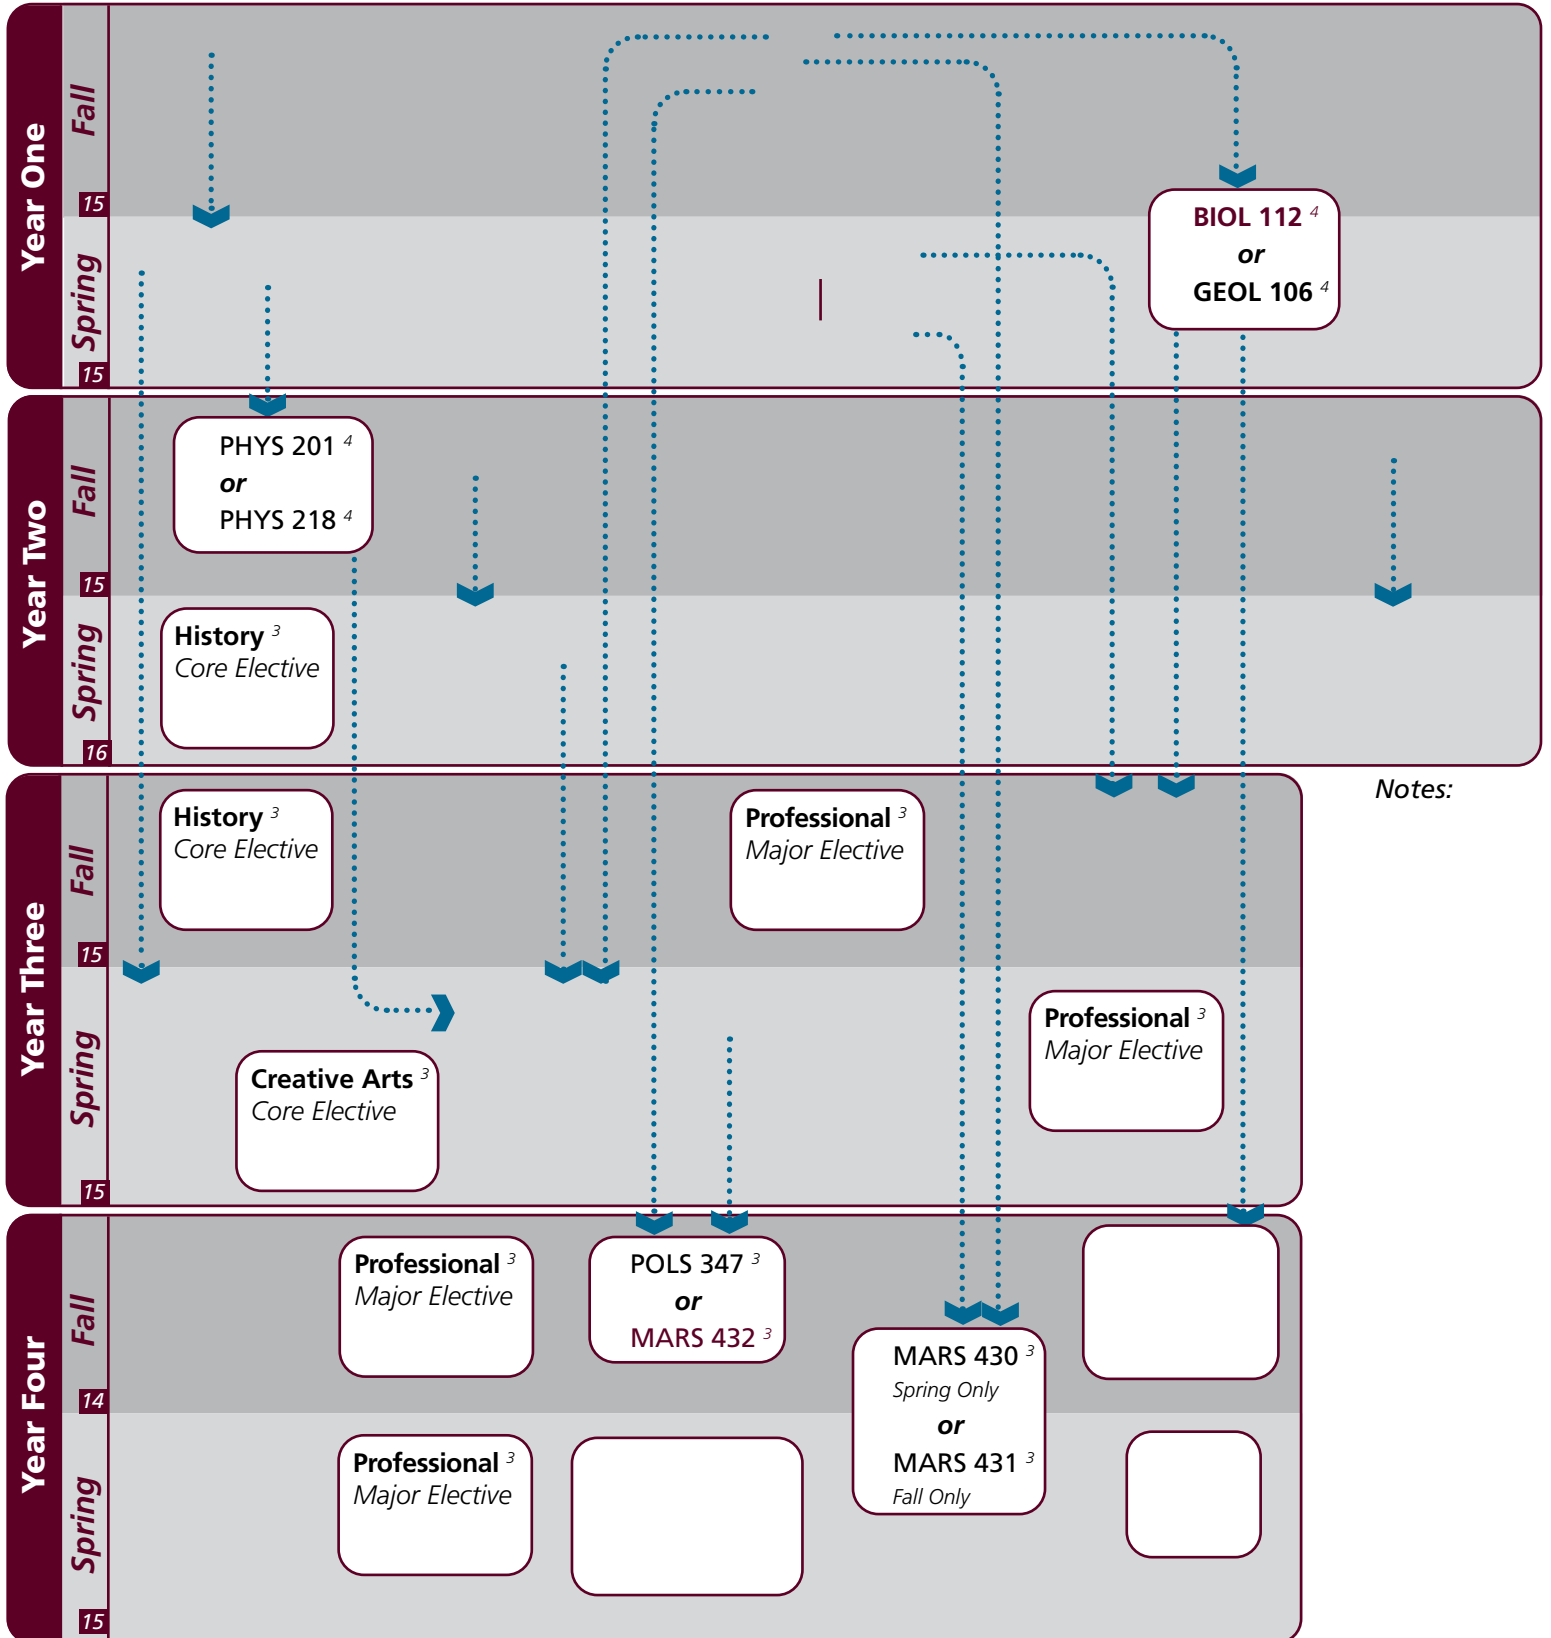 Year One
Fall
15
BIOL 112 4
or
GEOL 106 4
Spring
15
Year Two
Fall
PHYS 201 4
or
PHYS 218 4
15
Spring
History 3
Core Elective
16
Year Three
Fall
History 3
Core Elective
Professional 3
Major Elective
Notes:
15
Spring
Professional 3
Major Elective
Creative Arts 3
Core Elective
15
Year Four
Fall
Professional 3
Major Elective
POLS 347 3
or
MARS 432 3
14
MARS 430 3
Spring Only
or
MARS 431 3
Fall Only
Spring
Professional 3
Major Elective
15